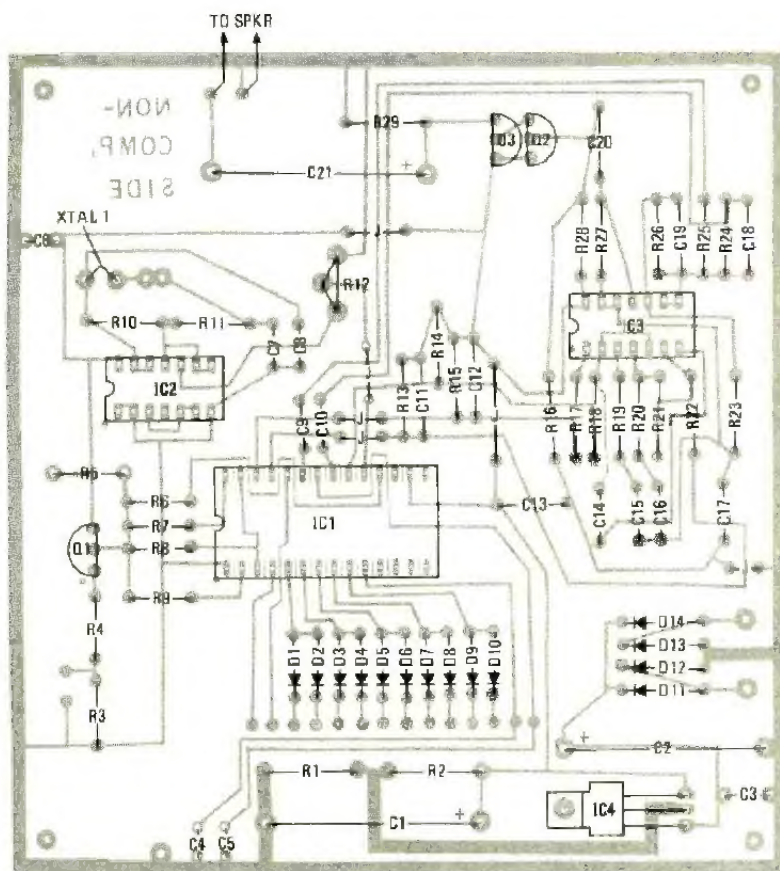 TO SPKR
NON-
COMP.
SIDE
R29
Q3
Q2
C20
C21
XTAL 1
C6
J
R12
R28
R27
R26
C19
R25
R24
C18
R10
R11
C7
C8
IC3
IC2
J
R13
C11
R14
R15
C12
J
R16
R17
R18
R19
R20
R21
R22
R23
C9
C10
J
J
R5
R6
R7
R8
R9
Q1
IC1
C13
C14
C15
C16
C17
J
R4
R3
D1
D2
D3
D4
D5
D6
D7
D8
D9
D10
D14
D13
D12
D11
+
C2
R1
R2
C1
+
IC4
C3
C4
C5